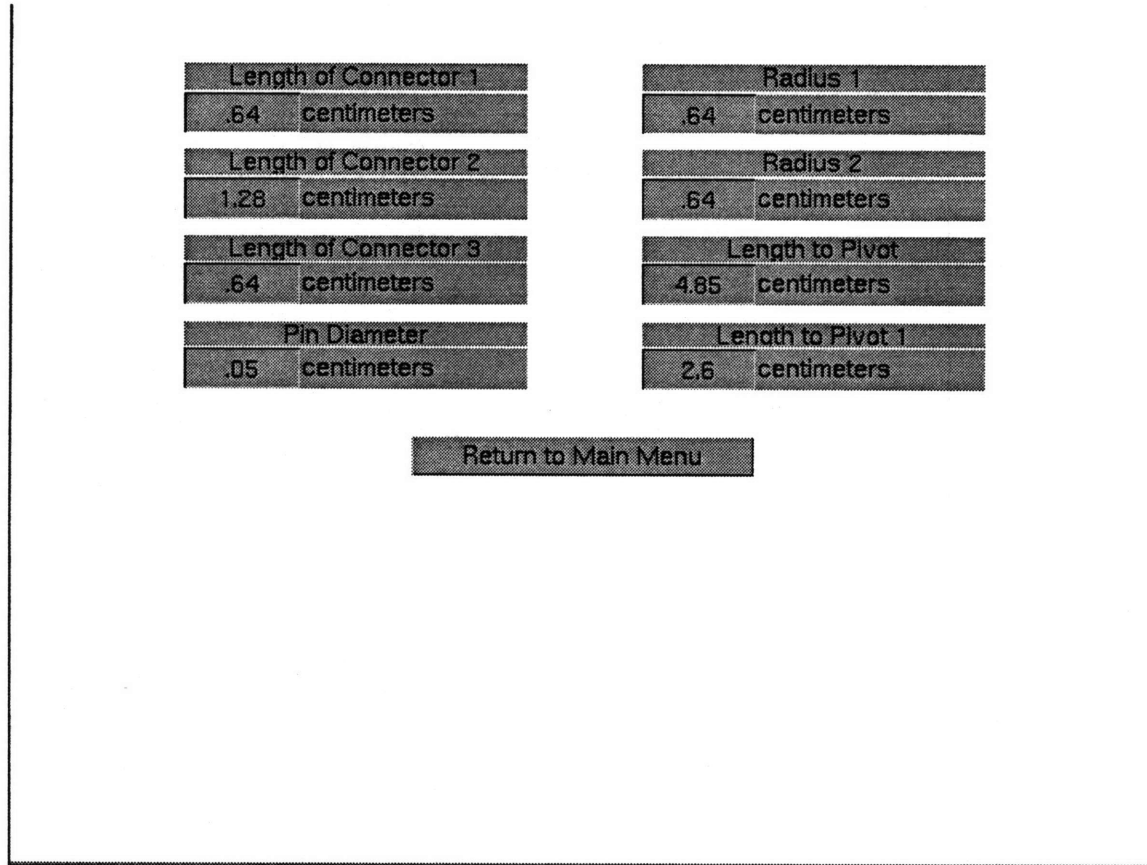 Length of Connector 1
.64 centimeters
Length of Connector 2
1.28 centimeters
Length of Connector 3
.64 centimeters
Pin Diameter
.05 centimeters
Radius 1
.64 centimeters
Radius 2
.64 centimeters
Length to Pivot
4.85 centimeters
Length to Pivot 1
2.6 centimeters
Return to Main Menu